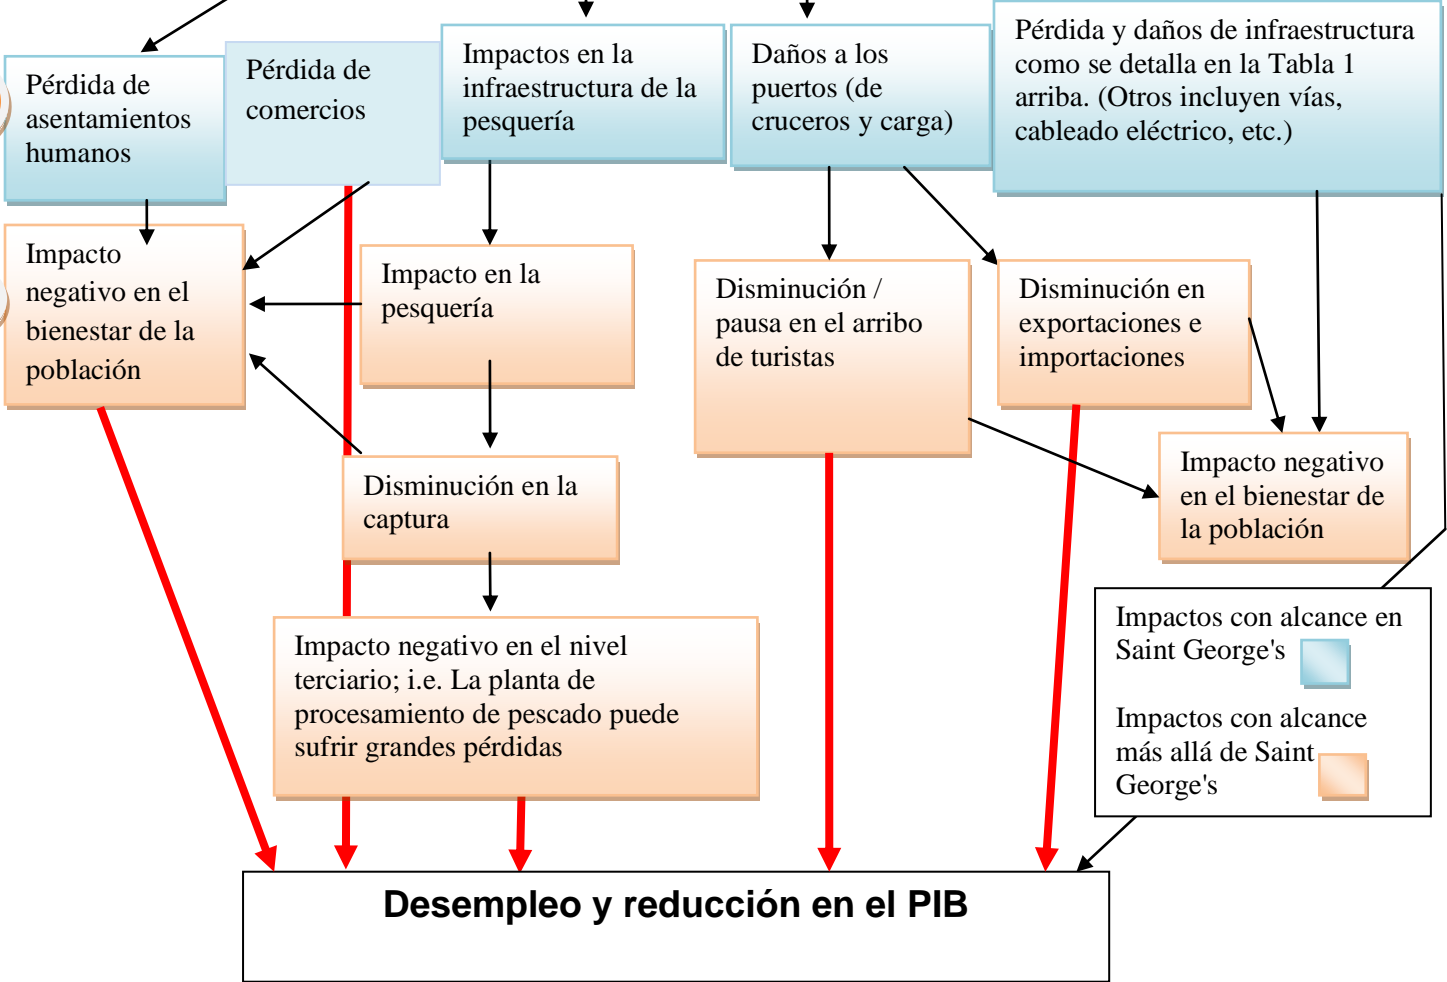 Pérdida de
asentamientos
humanos
Pérdida de
comercios
Impactos en la
infraestructura de la
pesquería
Daños a los
puertos (de
cruceros y carga)
Pérdida y daños de infraestructura
como se detalla en la Tabla 1
arriba. (Otros incluyen vías,
cableado eléctrico, etc.)
Impacto
negativo en el
bienestar de la
población
Impacto en la
pesquería
Disminución /
pausa en el arribo
de turistas
Disminución en
exportaciones e
importaciones
Disminución en la
captura
Impacto negativo
en el bienestar de
la población
Impacto negativo en el nivel
terciario; i.e. La planta de
procesamiento de pescado puede
sufrir grandes pérdidas
Impactos con alcance en
Saint George's
Impactos con alcance
más allá de Saint
George's
Desempleo y reducción en el PIB